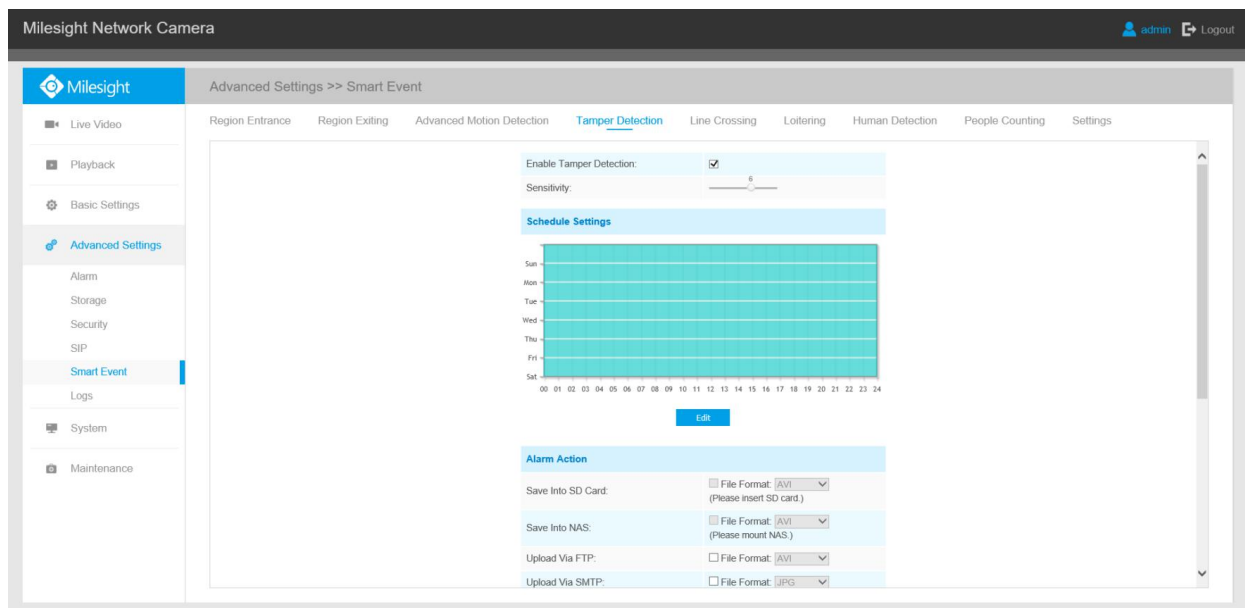 Milesight Network Camera
admin Logout
Milesight
Advanced Settings >> Smart Event
Live Video
Playback
Basic Settings
Advanced Settings
Alarm
Storage
Security
SIP
Smart Event
Logs
System
Maintenance
Region Entrance Region Exiting Advanced Motion Detection Tamper Detection Line Crossing Loitering Human Detection People Counting Settings
Enable Tamper Detection:
Sensitivity: 6
Schedule Settings
Sun
Mon
Tue
Wed
Thu
Fri
Sat
00 01 02 03 04 05 06 07 08 09 10 11 12 13 14 15 16 17 18 19 20 21 22 23 24
Edit
Alarm Action
Save Into SD Card: File Format: AVI
(Please insert SD card.)
Save Into NAS: File Format: AVI
(Please mount NAS.)
Upload Via FTP: File Format: AVI
Upload Via SMTP: File Format: JPG